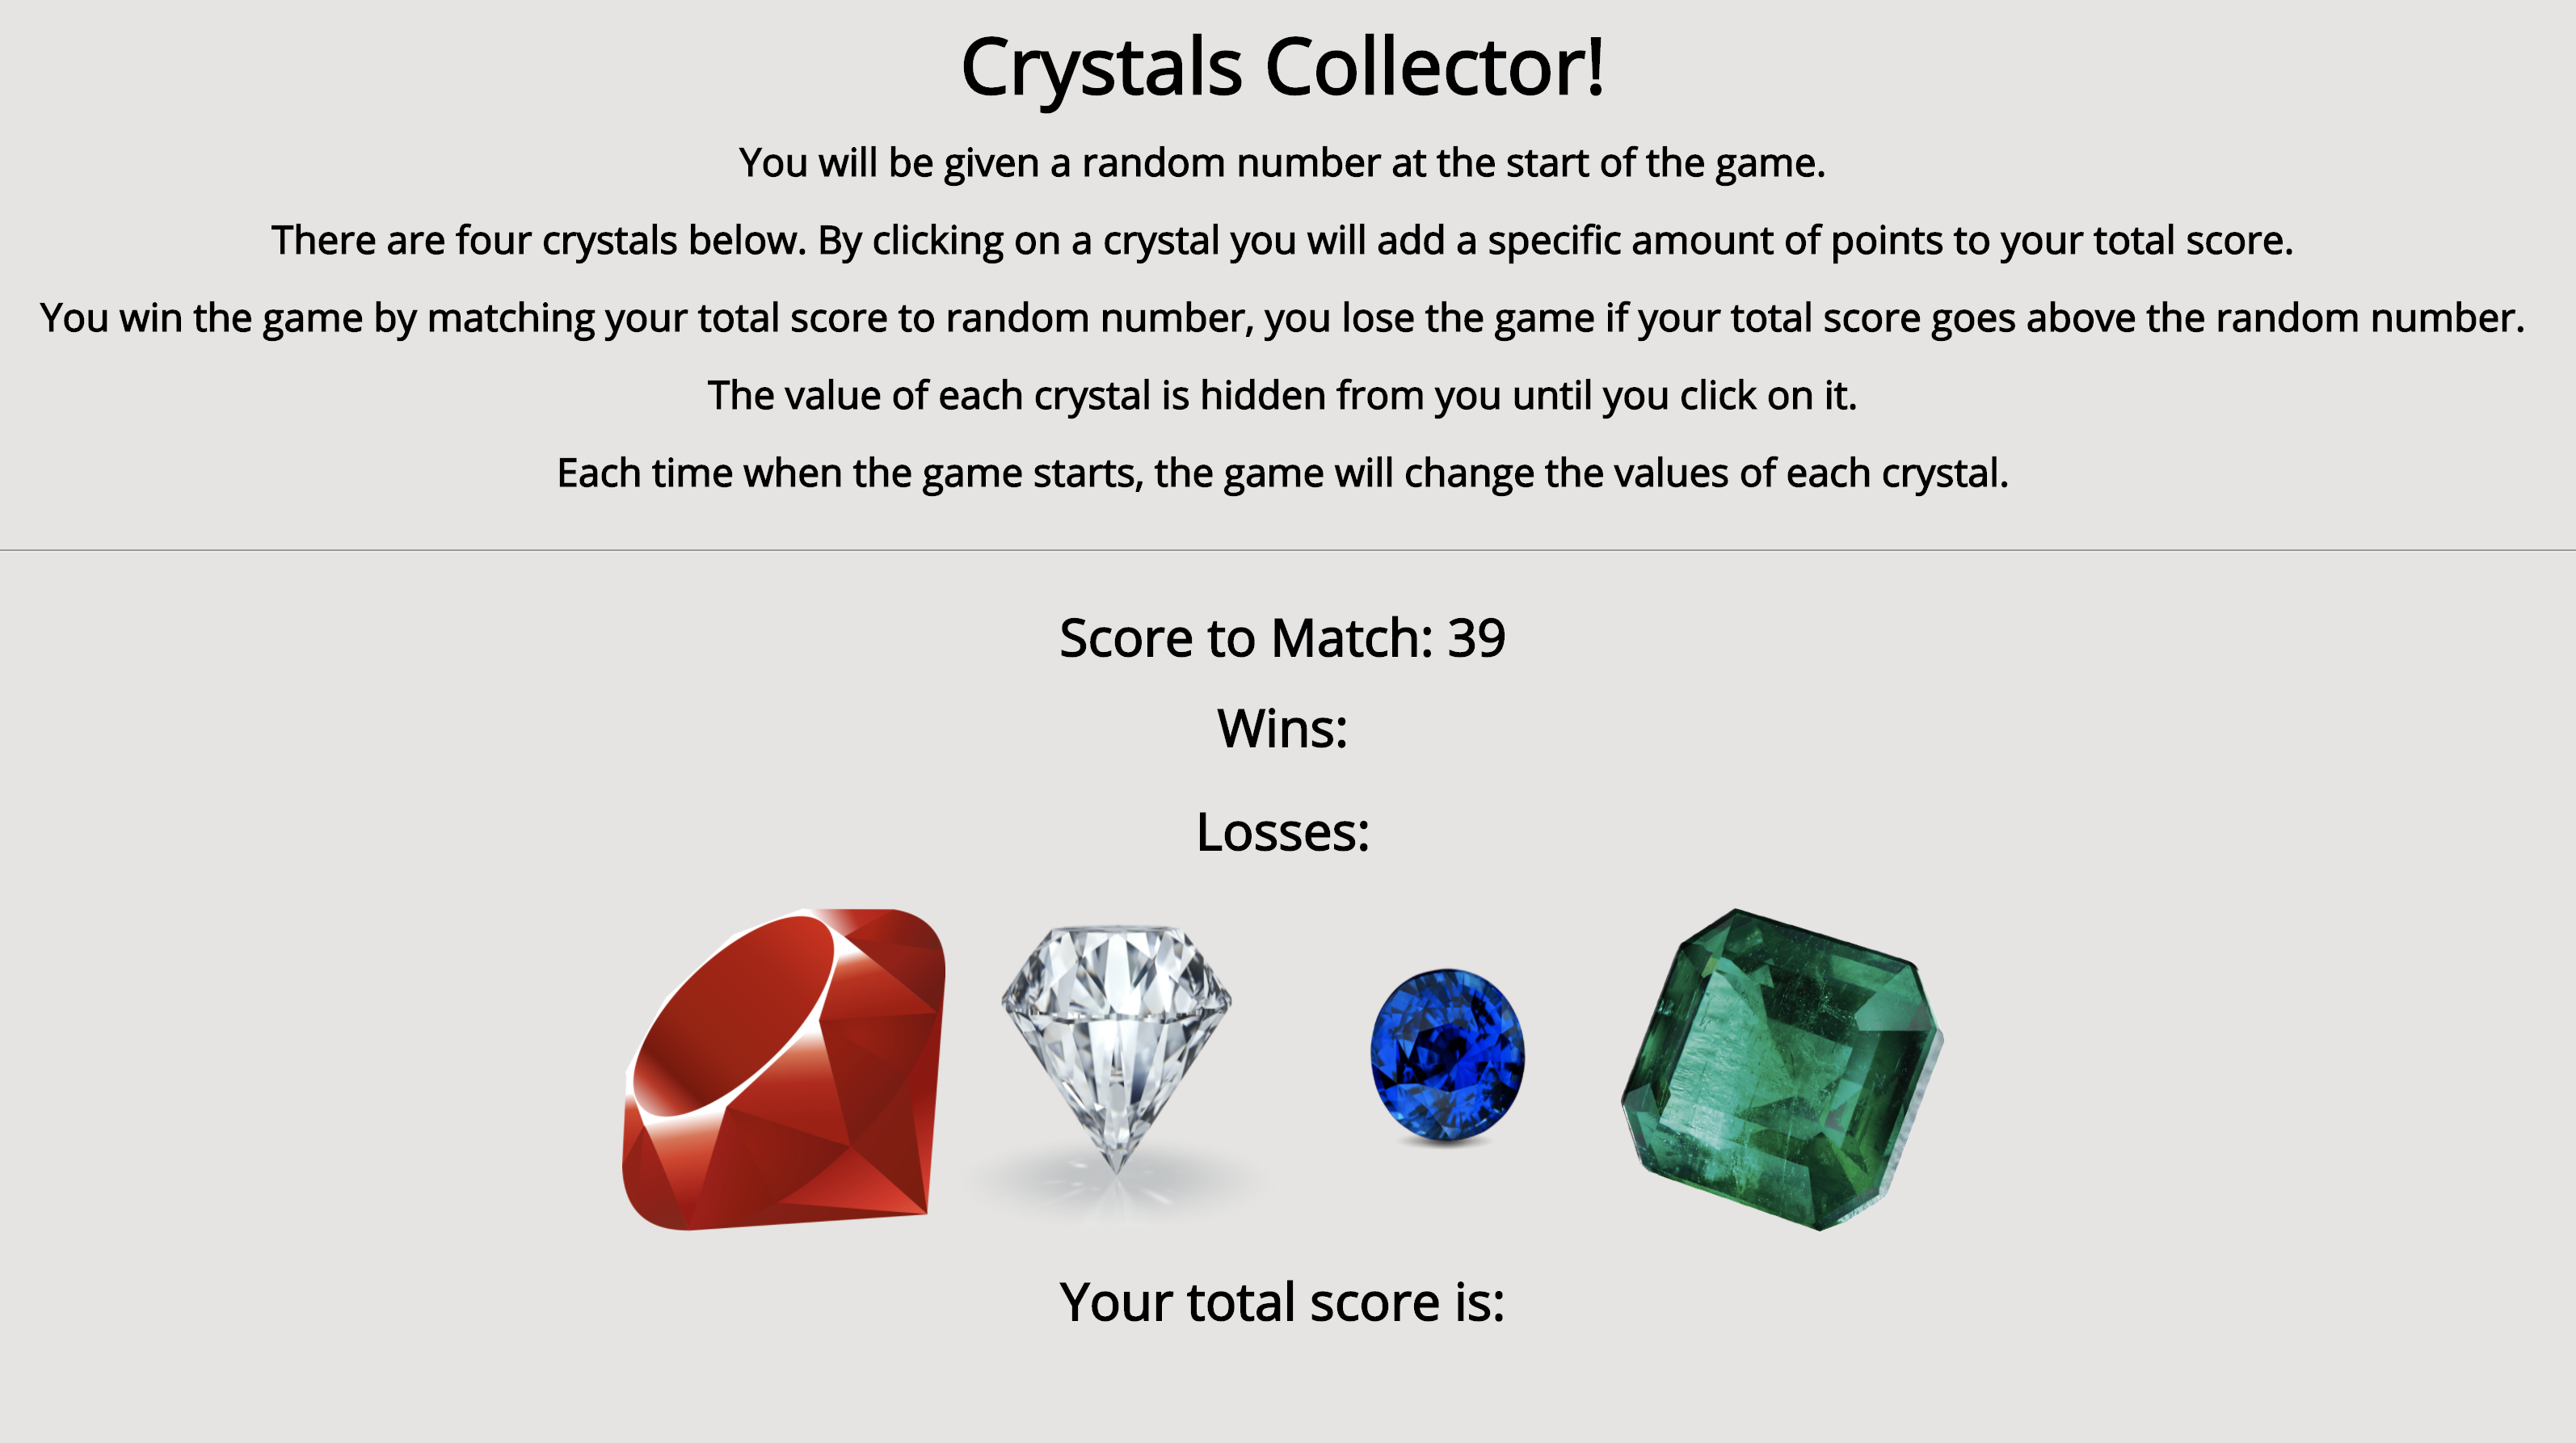 Crystals Collector!
You will be given a random number at the start of the game.
There are four crystals below. By clicking on a crystal you will add a specific amount of points to your total score.
You win the game by matching your total score to random number, you lose the game if your total score goes above the random number.
The value of each crystal is hidden from you until you click on it.
Each time when the game starts, the game will change the values of each crystal.
Score to Match: 39
Wins:
Losses:
Your total score is: